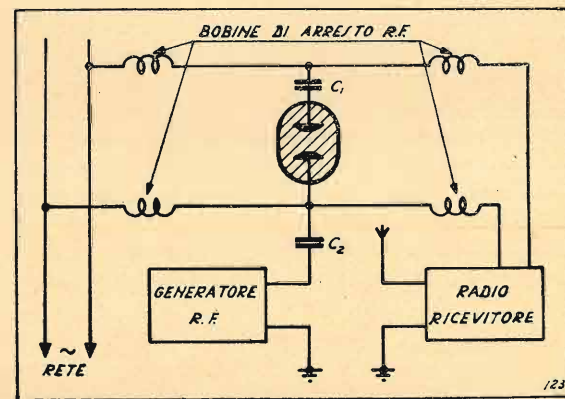 BOBINE DI ARRESTO R.F.
C₁
C₂
GENERATORE
R.F.
RADIO
RICEVITORE
~
RETE
123